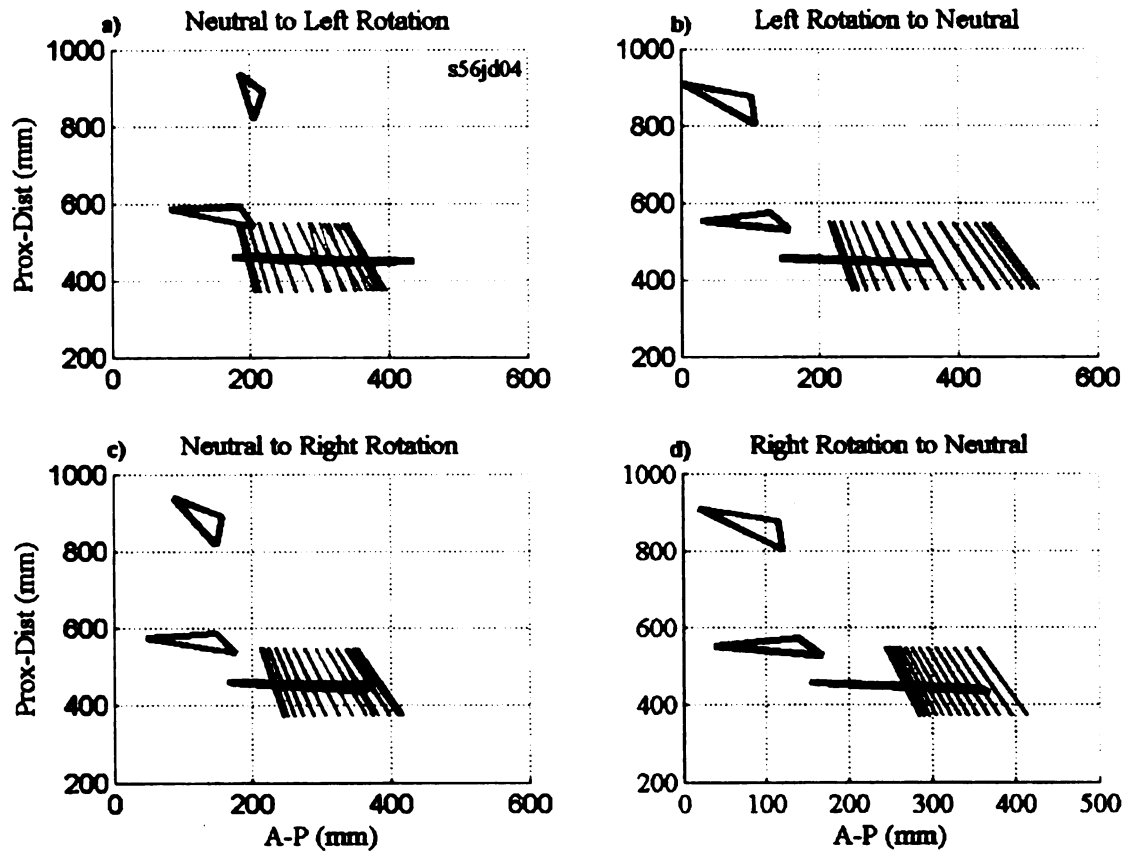 a) Neutral to Left Rotation
1000
800
600
400
200
0 200 400 600
Prox-Dist (mm)
s56jd04
b) Left Rotation to Neutral
1000
800
600
400
200
0 200 400 600
c) Neutral to Right Rotation
1000
800
600
400
200
0 200 400 600
Prox-Dist (mm)
A-P (mm)
d) Right Rotation to Neutral
1000
800
600
400
200
0 100 200 300 400 500
A-P (mm)